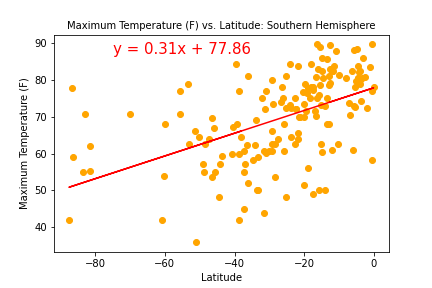 Maximum Temperature (F) vs. Latitude: Southern Hemisphere
y = 0.31x + 77.86
Maximum Temperature (F)
90
80
70
60
50
40
−80
−60
−40
−20
0
Latitude